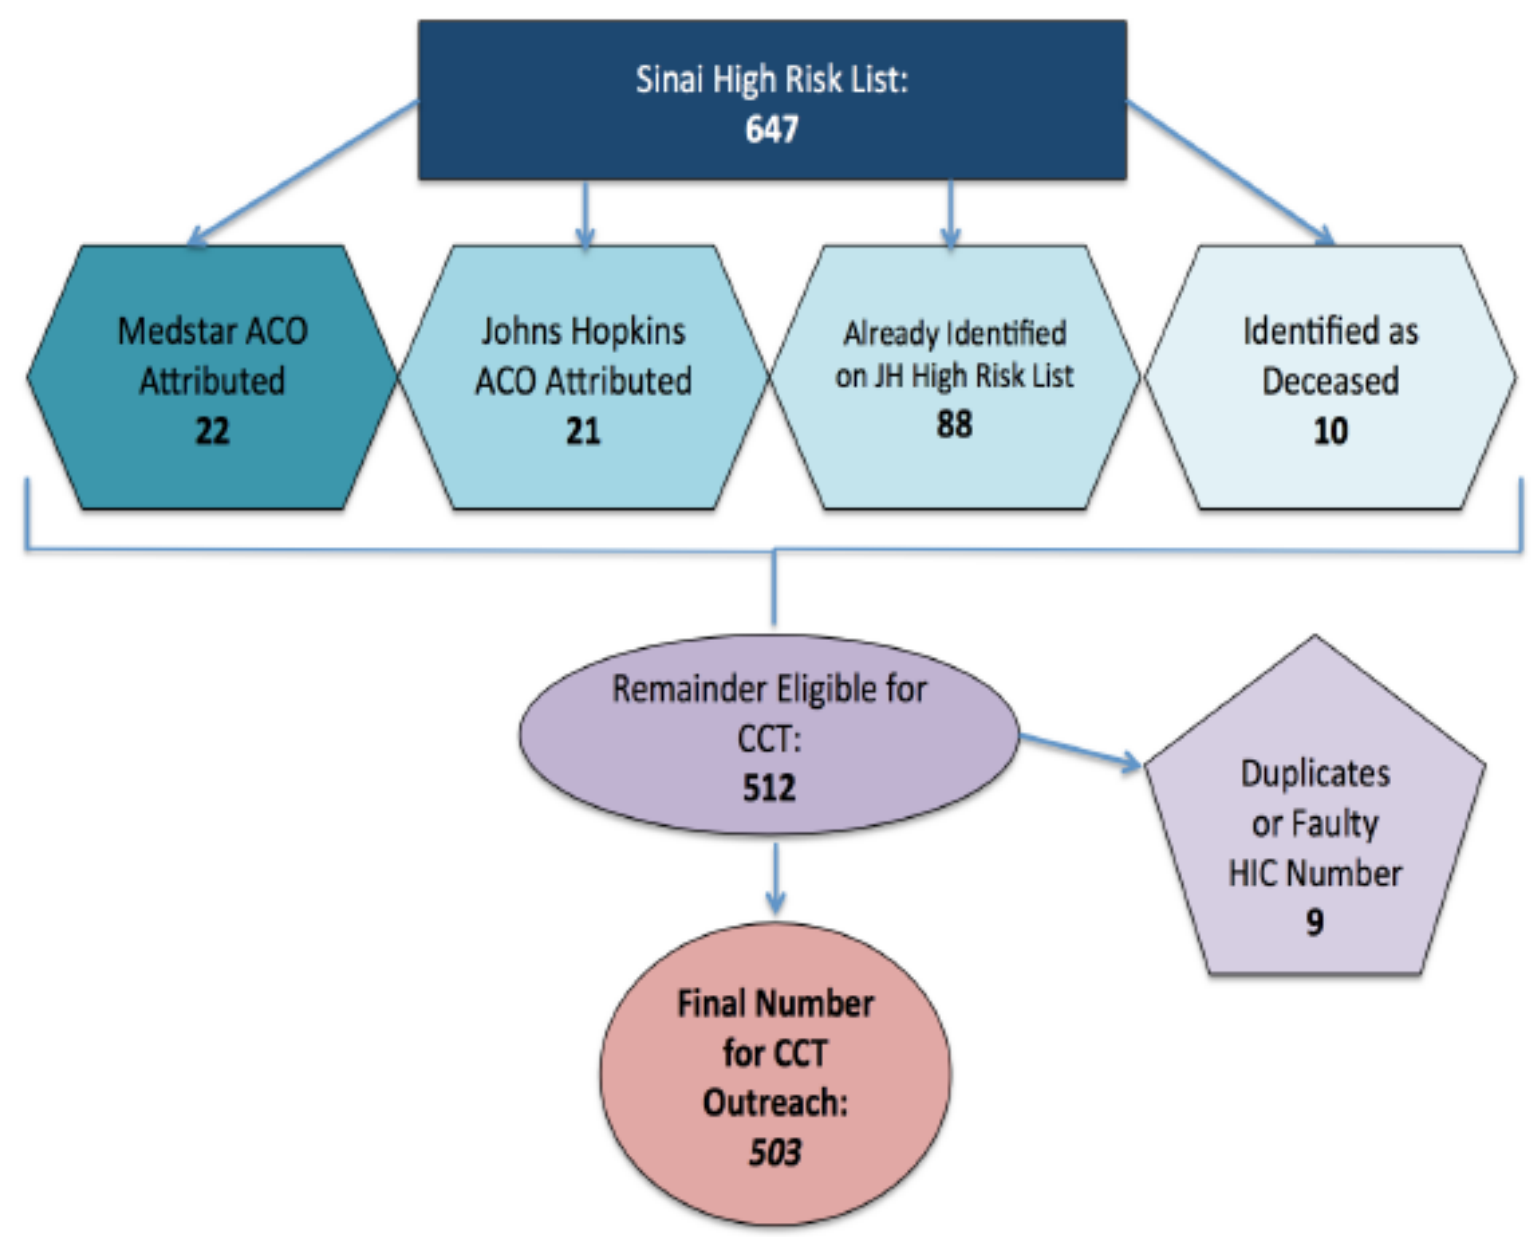 Sinai High Risk List:
647
Medstar ACO
Attributed
22
Johns Hopkins
ACO Attributed
21
Already Identified
on JH High Risk List
88
Identified as
Deceased
10
Remainder Eligible for
CCT:
512
Duplicates
or Faulty
HIC Number
9
Final Number
for CCT
Outreach:
503